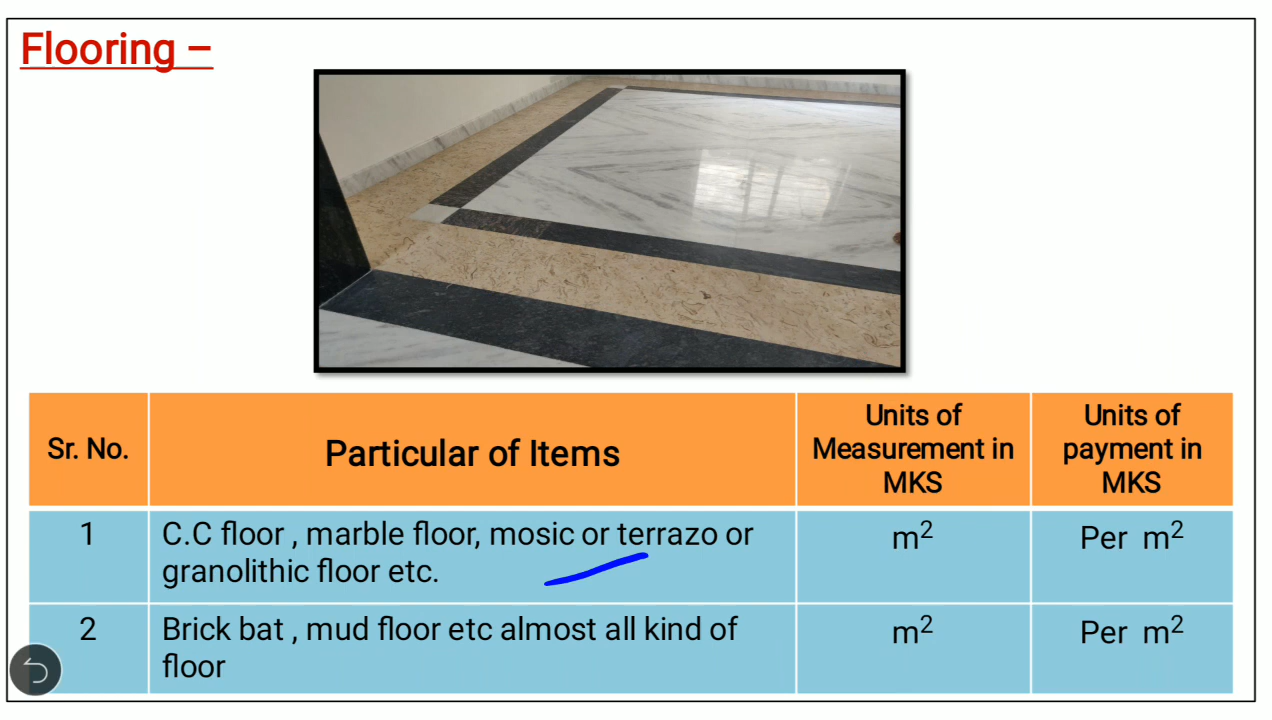 Flooring –
Sr. No.
Particular of Items
Units of
Measurement in
MKS
Units of
payment in
MKS
1
C.C floor , marble floor, mosic or terrazo or
granolithic floor etc.
m²
Per m²
2
Brick bat , mud floor etc almost all kind of
floor
m²
Per m²